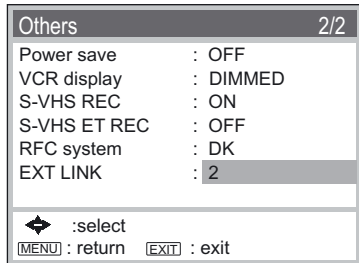 Others 2/2
Power save : OFF
VCR display : DIMMED
S-VHS REC : ON
S-VHS ET REC : OFF
RFC system : DK
EXT LINK : 2
:select
MENU : return EXIT : exit